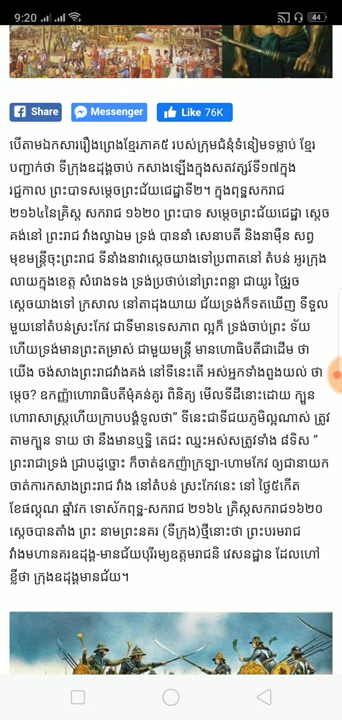 9:20
44
Share
Messenger
Like 76K
បើតាមឯកសាររឿងព្រេងខ្មែរភាគ៥ របស់ក្រុមជំនុំទំនៀមទម្លាប់ ខ្មែរ
បញ្ជាក់ថា ទីក្រុងឧដុង្គចាប់ កសាងឡើងក្នុងសតវត្សរ៍ទី១៧ក្នុង
រជ្ជកាល ព្រះបាទសម្ដេចព្រះជ័យជេដ្ឋាទី២។ ក្នុងពុទ្ធសករាជ
២១៦៤នៃគ្រិស្ត សករាជ ១៦២០ ព្រះបាទ សម្ដេចព្រះជ័យជេដ្ឋា ស្ដេច
គង់នៅ ព្រះរាជ វាំងល្វាឯម ទ្រង់ បាននាំ សេនាបតី និងនាម៉ឺន សព្វ
មុខមន្ត្រីចុះព្រះរាជ ទីនាំងនាវាស្ដេចយាងទៅប្រពាតនៅ តំបន់ អូរក្រុង
លាយក្នុងខេត្ត សំរោងទង ទ្រង់ប្រថាប់នៅព្រះពន្លា ជាយូរ ថ្ងៃរួច
ស្ដេចយាងទៅ ក្រសាល នៅតាដុងយាយ ជ័យទ្រង់ក៏ទតឃើញ ទីទួល
មួយនៅតំបន់ស្រះកែវ ជាទីមានទេសភាព ល្អក៏ ទ្រង់ចាប់ព្រះ ទ័យ
ហើយទ្រង់មានព្រះតម្រាស់ ជាមួយមន្ត្រី មានហោធិបតីជាដើម ថា
យើង ចង់សាងព្រះរាជវាំងគង់ នៅទីនេះតើ អស់អ្នកទាំងពួងយល់ ថា
ម្ដេច? ឧកញ៉ាហោរាធិបតីមុំគន់គូរ ពិនិត្យ មើលទីដីនោះដោយ ក្បួន
ហោរាសាស្ត្រហើយក្រាបបង្គំទូលថា" ទីនេះជាទីជយភូមិល្អណាស់ ត្រូវ
តាមក្បួន ទាយ ថា នឹងមានឬទ្ធិ តេជះ ឈ្នះអស់សត្រូវទាំង ៨ទិស "
ព្រះរាជាទ្រង់ ជ្រាបដូច្នោះ ក៏ចាត់ឧកញ៉ាក្រឡា-ហោមកែវ ឲ្យជានាយក
ចាត់ការកសាងព្រះរាជ វាំង នៅតំបន់ ស្រះកែវនេះ នៅ ថ្ងៃ៥កើត
ខែផល្គុណ ឆ្នាំវក ទោស័កពុទ្ធ-សករាជ ២១៦៤ គ្រិស្តសករាជ១៦២០
ស្ដេចបានតាំង ព្រះ នាមព្រះនគរ (ទីក្រុង)ថ្មីនោះថា ព្រះបរមរាជ
វាំងមហានគរឧដុង្គ-មានជ័យបុរីរម្យឧត្តមរាជនិ វេសនដ្ឋាន ដែលហៅ
ខ្លីថា ក្រុងឧដុង្គមានជ័យ។